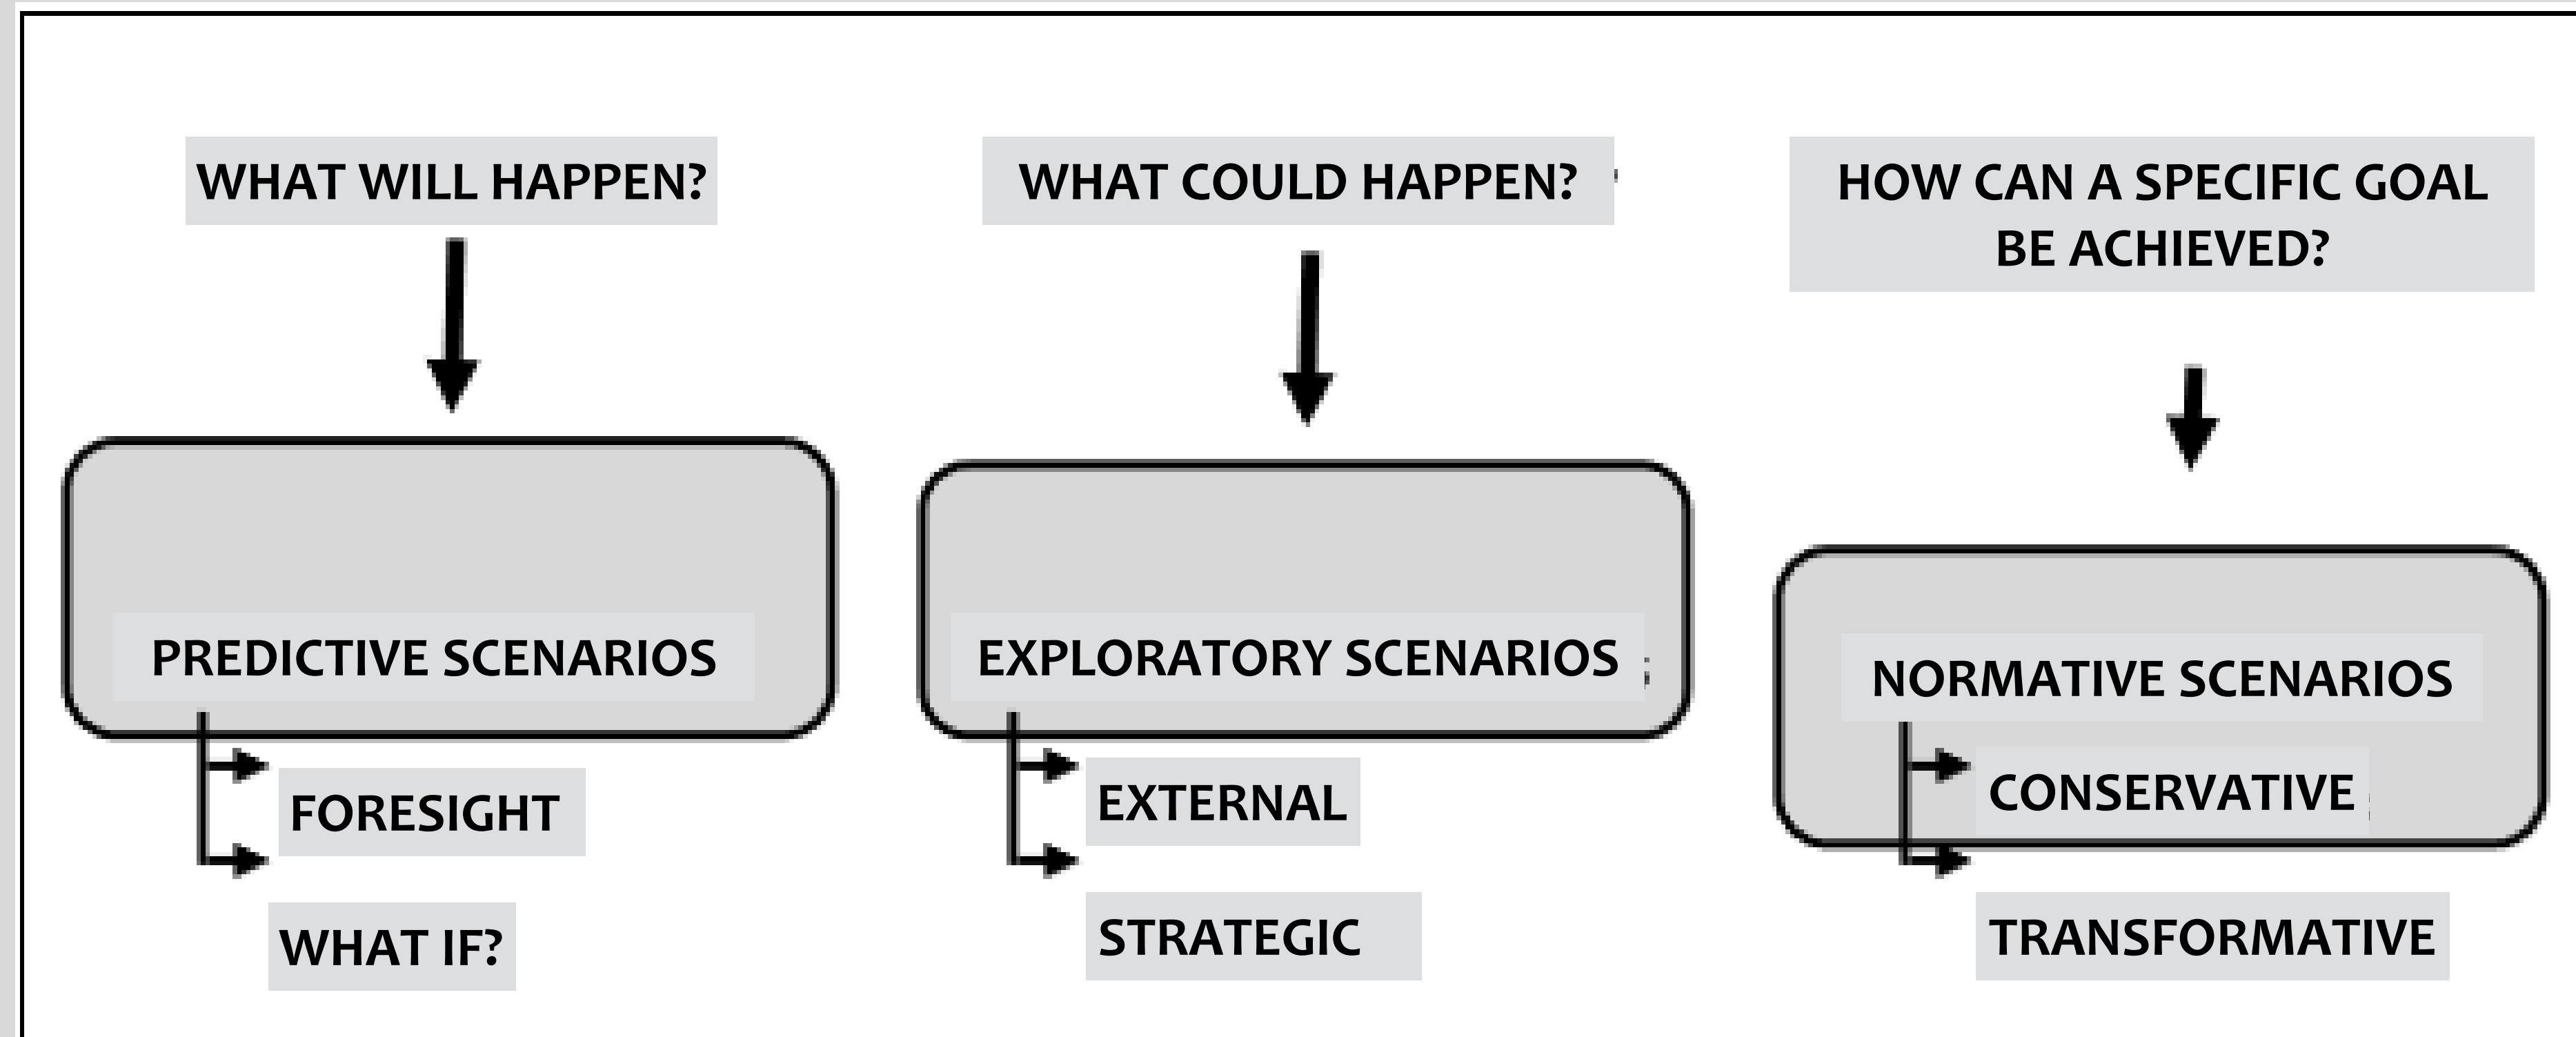 WHAT WILL HAPPEN?
WHAT COULD HAPPEN?
HOW CAN A SPECIFIC GOAL
BE ACHIEVED?
PREDICTIVE SCENARIOS
FORESIGHT
WHAT IF?
EXPLORATORY SCENARIOS
EXTERNAL
STRATEGIC
NORMATIVE SCENARIOS
CONSERVATIVE
TRANSFORMATIVE